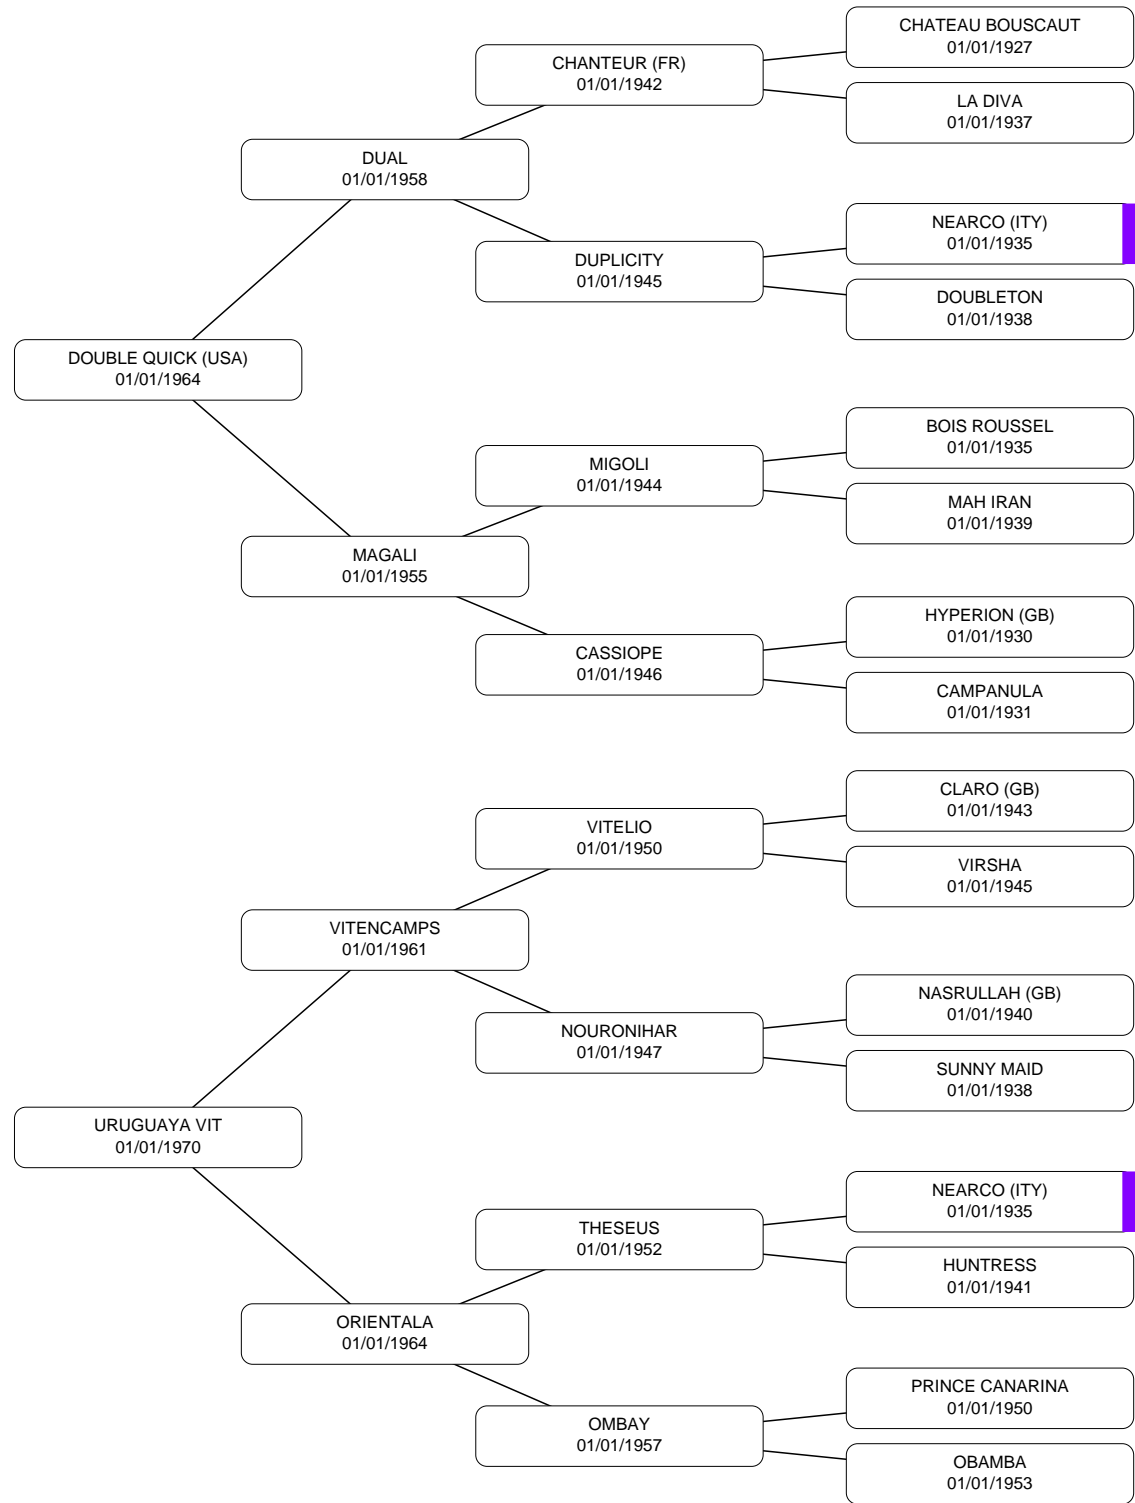 CHATEAU BOUSCAUT
01/01/1927
CHANTEUR (FR)
01/01/1942
LA DIVA
01/01/1937
DUAL
01/01/1958
NEARCO (ITY)
01/01/1935
DUPLICITY
01/01/1945
DOUBLETON
01/01/1938
DOUBLE QUICK (USA)
01/01/1964
BOIS ROUSSEL
01/01/1935
MIGOLI
01/01/1944
MAH IRAN
01/01/1939
MAGALI
01/01/1955
HYPERION (GB)
01/01/1930
CASSIOPE
01/01/1946
CAMPANULA
01/01/1931
CLARO (GB)
01/01/1943
VITELIO
01/01/1950
VIRSHA
01/01/1945
VITENCAMPS
01/01/1961
NASRULLAH (GB)
01/01/1940
NOURONIHAR
01/01/1947
SUNNY MAID
01/01/1938
URUGUAYA VIT
01/01/1970
NEARCO (ITY)
01/01/1935
THESEUS
01/01/1952
HUNTRESS
01/01/1941
ORIENTALA
01/01/1964
PRINCE CANARINA
01/01/1950
OMBAY
01/01/1957
OBAMBA
01/01/1953